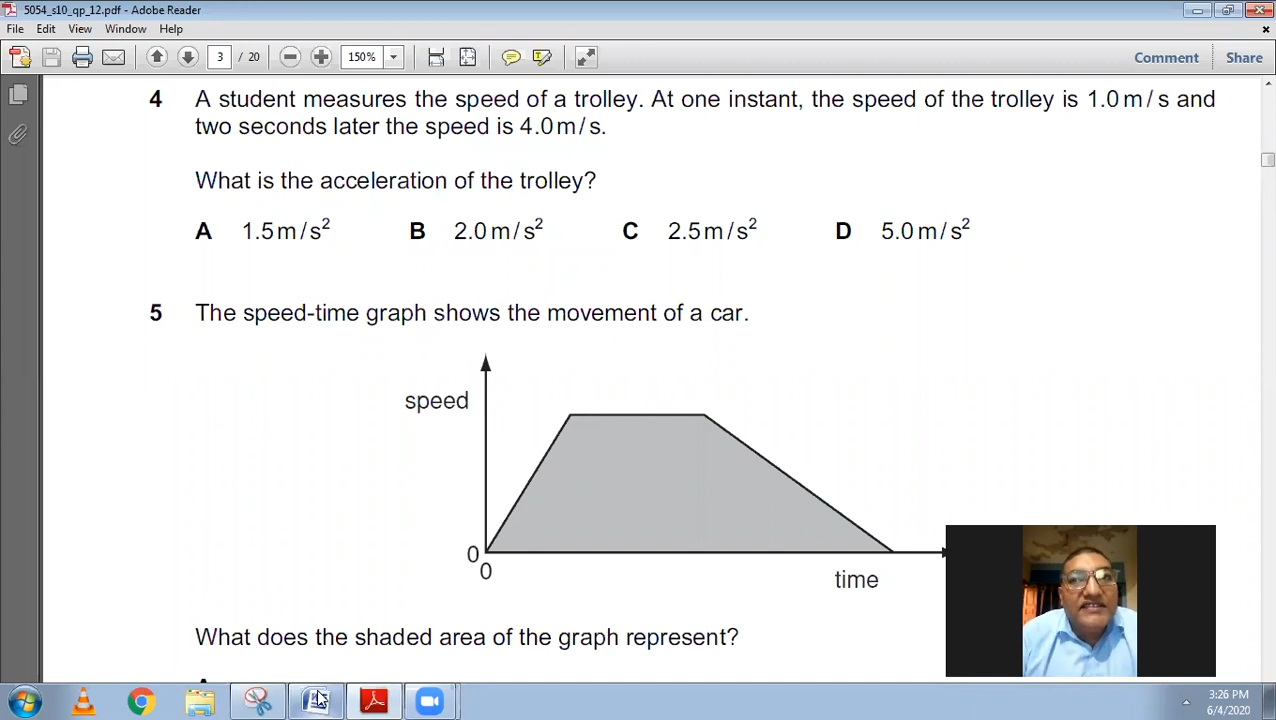 5054_s10_qp_12.pdf - Adobe Reader
File Edit View Window Help
3 / 20 150% Comment Share
4 A student measures the speed of a trolley. At one instant, the speed of the trolley is 1.0 m / s and
two seconds later the speed is 4.0 m / s.
What is the acceleration of the trolley?
A 1.5 m / s² B 2.0 m / s² C 2.5 m / s² D 5.0 m / s²
5 The speed-time graph shows the movement of a car.
speed
0
0
time
What does the shaded area of the graph represent?
3:26 PM
6/4/2020